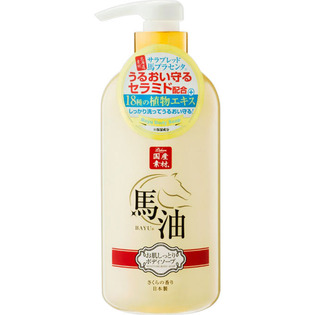 サラブレッド
馬プラセンタ、
うるおい守る
セラミド配合
+
18種の植物エキス
しっかり洗ってうるおい守る!
国産
素材
馬油
BAYU
お肌しっとり
ボディソープ
さくらの香り
日本製